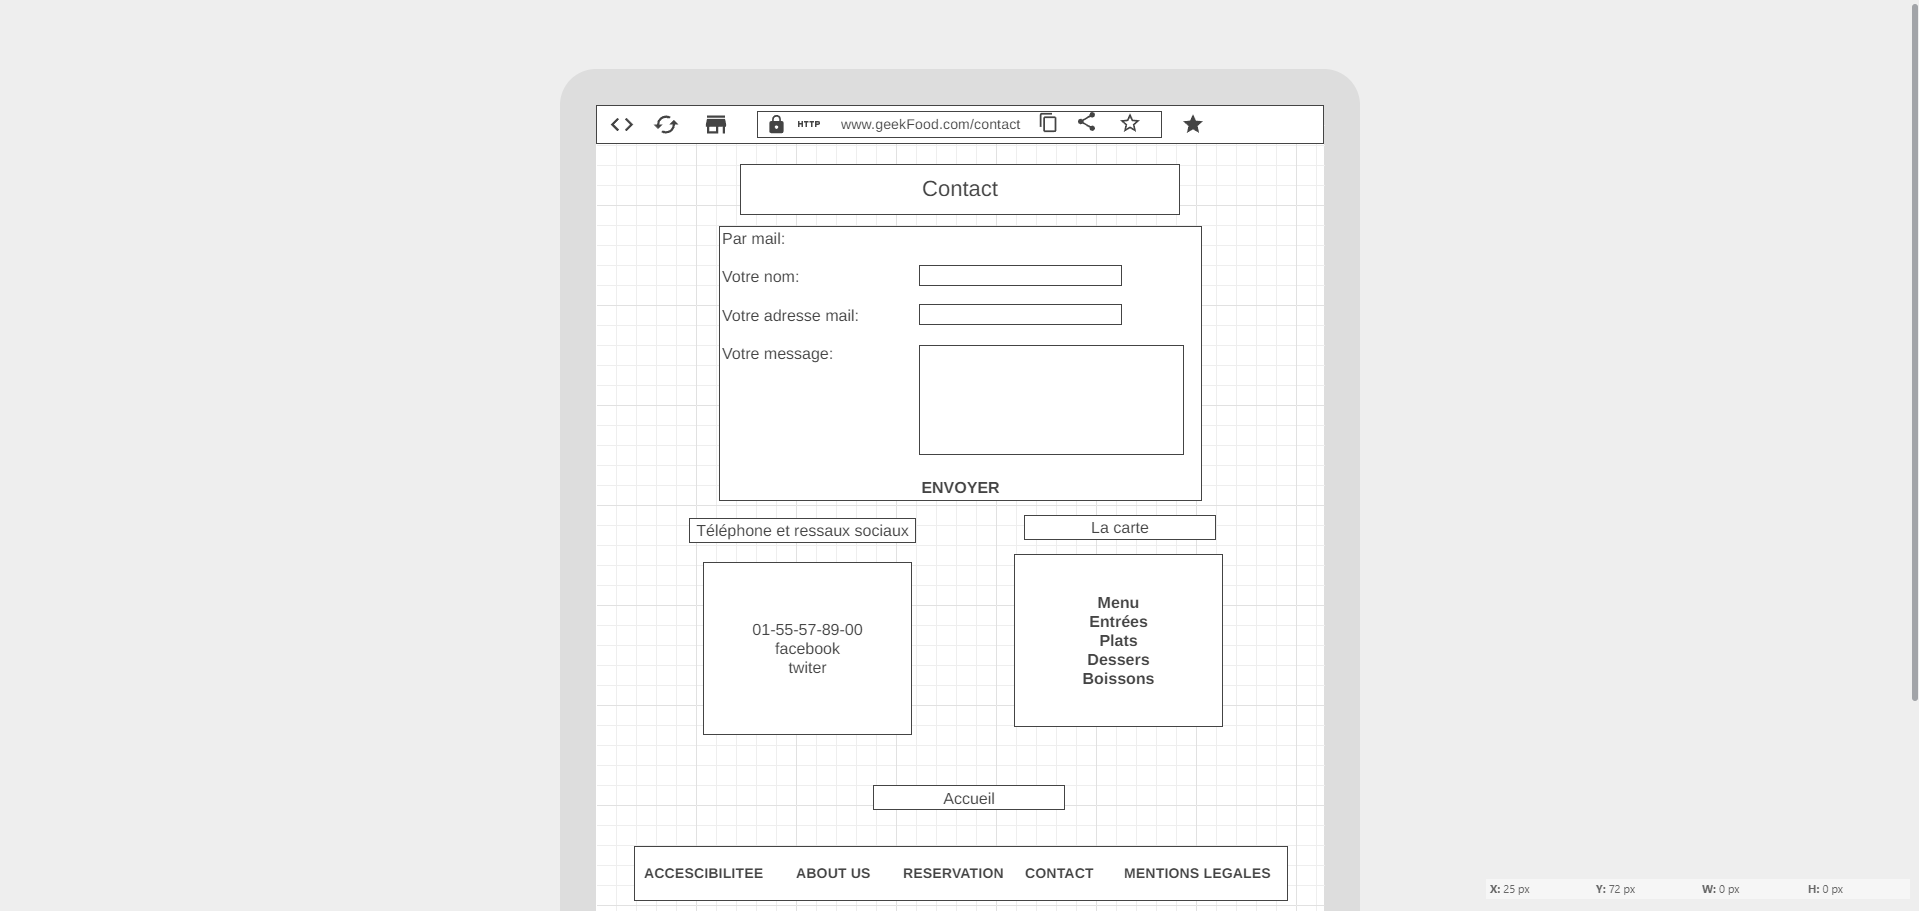 HTTP www.geekFood.com/contact
Contact
Par mail:
Votre nom:
Votre adresse mail:
Votre message:
ENVOYER
Téléphone et ressaux sociaux
01-55-57-89-00
facebook
twiter
La carte
Menu
Entrées
Plats
Dessers
Boissons
Accueil
ACCESCIBILITEE ABOUT US RESERVATION CONTACT MENTIONS LEGALES
X: 25 px Y: 72 px W: 0 px H: 0 px